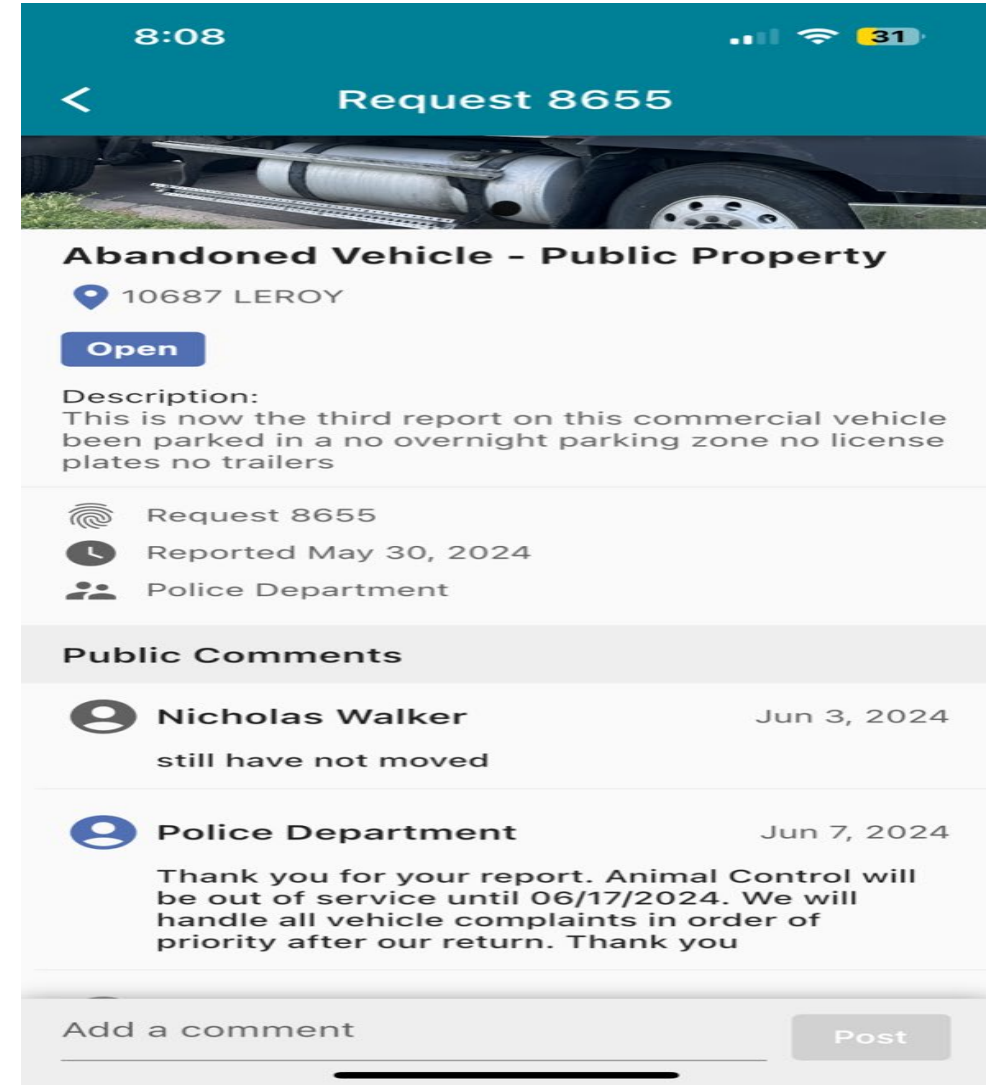 8:08
31
Request 8655
Abandoned Vehicle - Public Property
10687 LEROY
Open
Description:
This is now the third report on this commercial vehicle
been parked in a no overnight parking zone no license
plates no trailers
Request 8655
Reported May 30, 2024
Police Department
Public Comments
Nicholas Walker
Jun 3, 2024
still have not moved
Police Department
Jun 7, 2024
Thank you for your report. Animal Control will
be out of service until 06/17/2024. We will
handle all vehicle complaints in order of
priority after our return. Thank you
Add a comment
Post